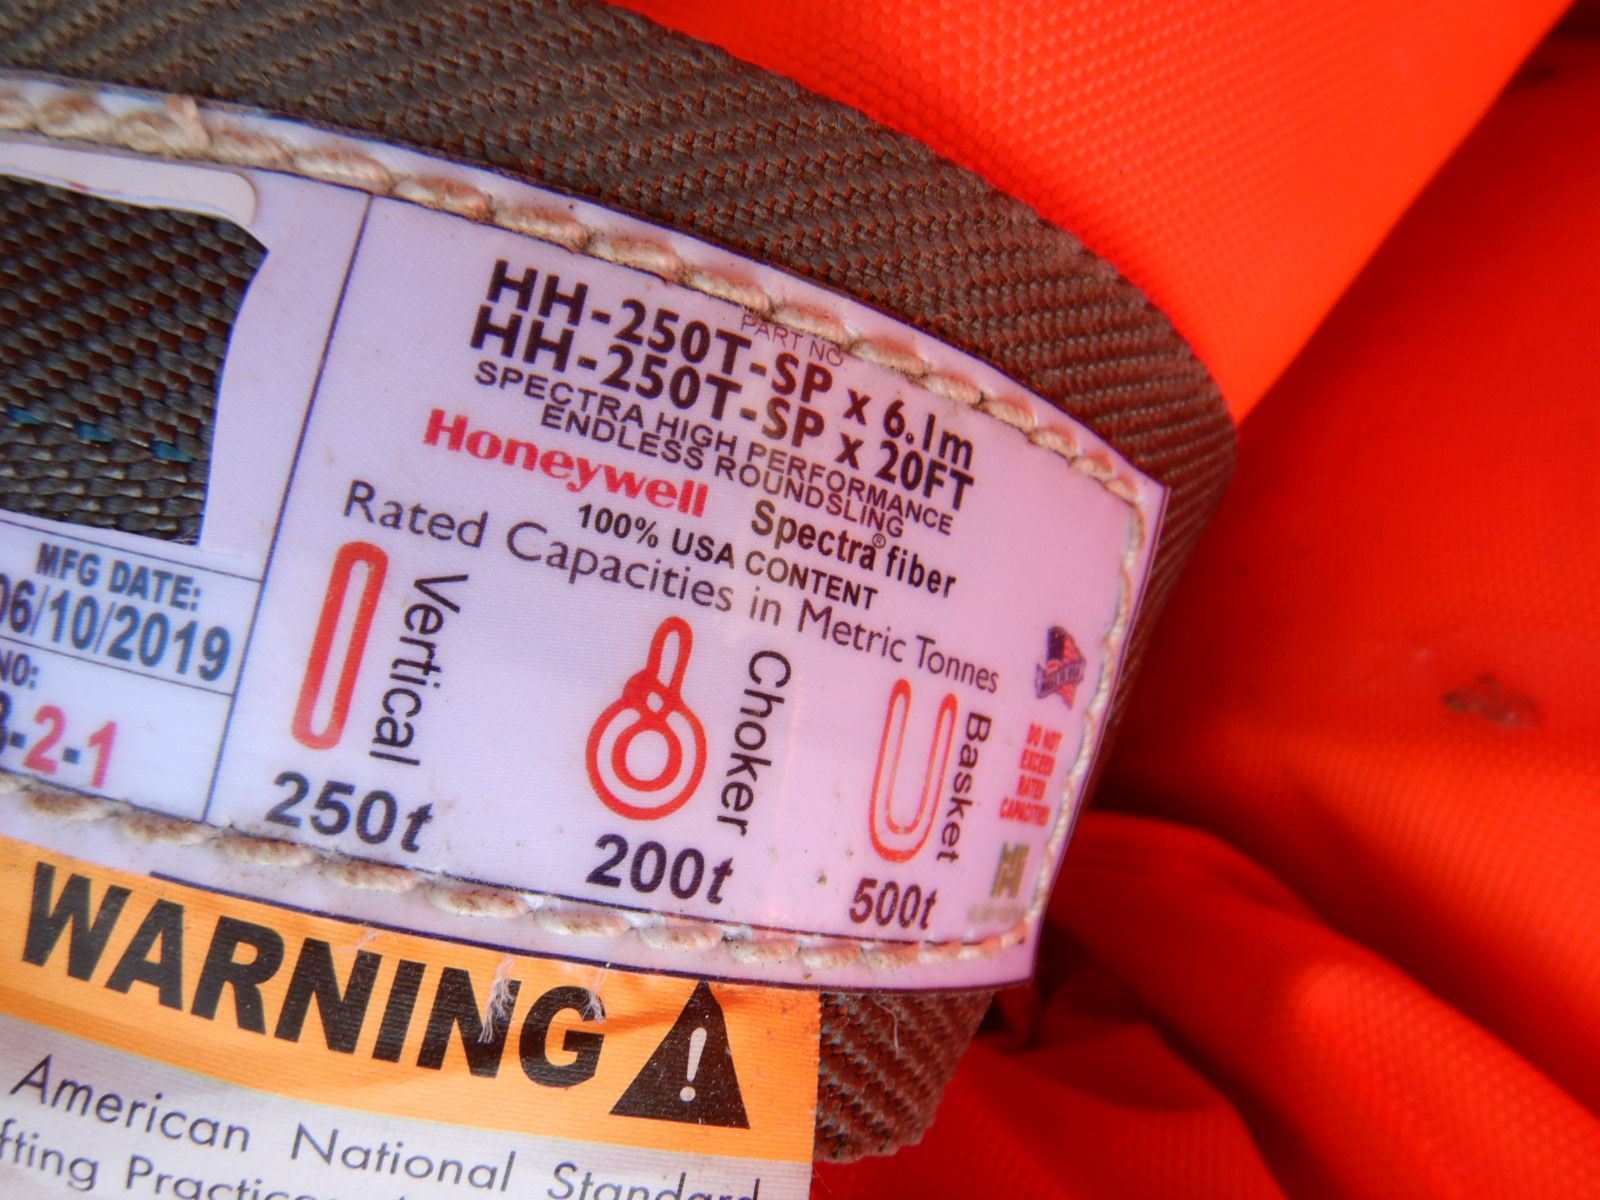 HH-250T-SP x 6.1m
PART NO
HH-250T-SP x 20FT
SPECTRA HIGH PERFORMANCE
ENDLESS ROUNDSLING
Honeywell Spectra® fiber
100% USA CONTENT
Rated Capacities in Metric Tonnes
Vertical
250t
Choker
200t
Basket
500t
DO NOT
EXCEED
RATED
CAPACITIES
MFG DATE:
06/10/2019
NO:
-2-1
WARNING
American National Standard